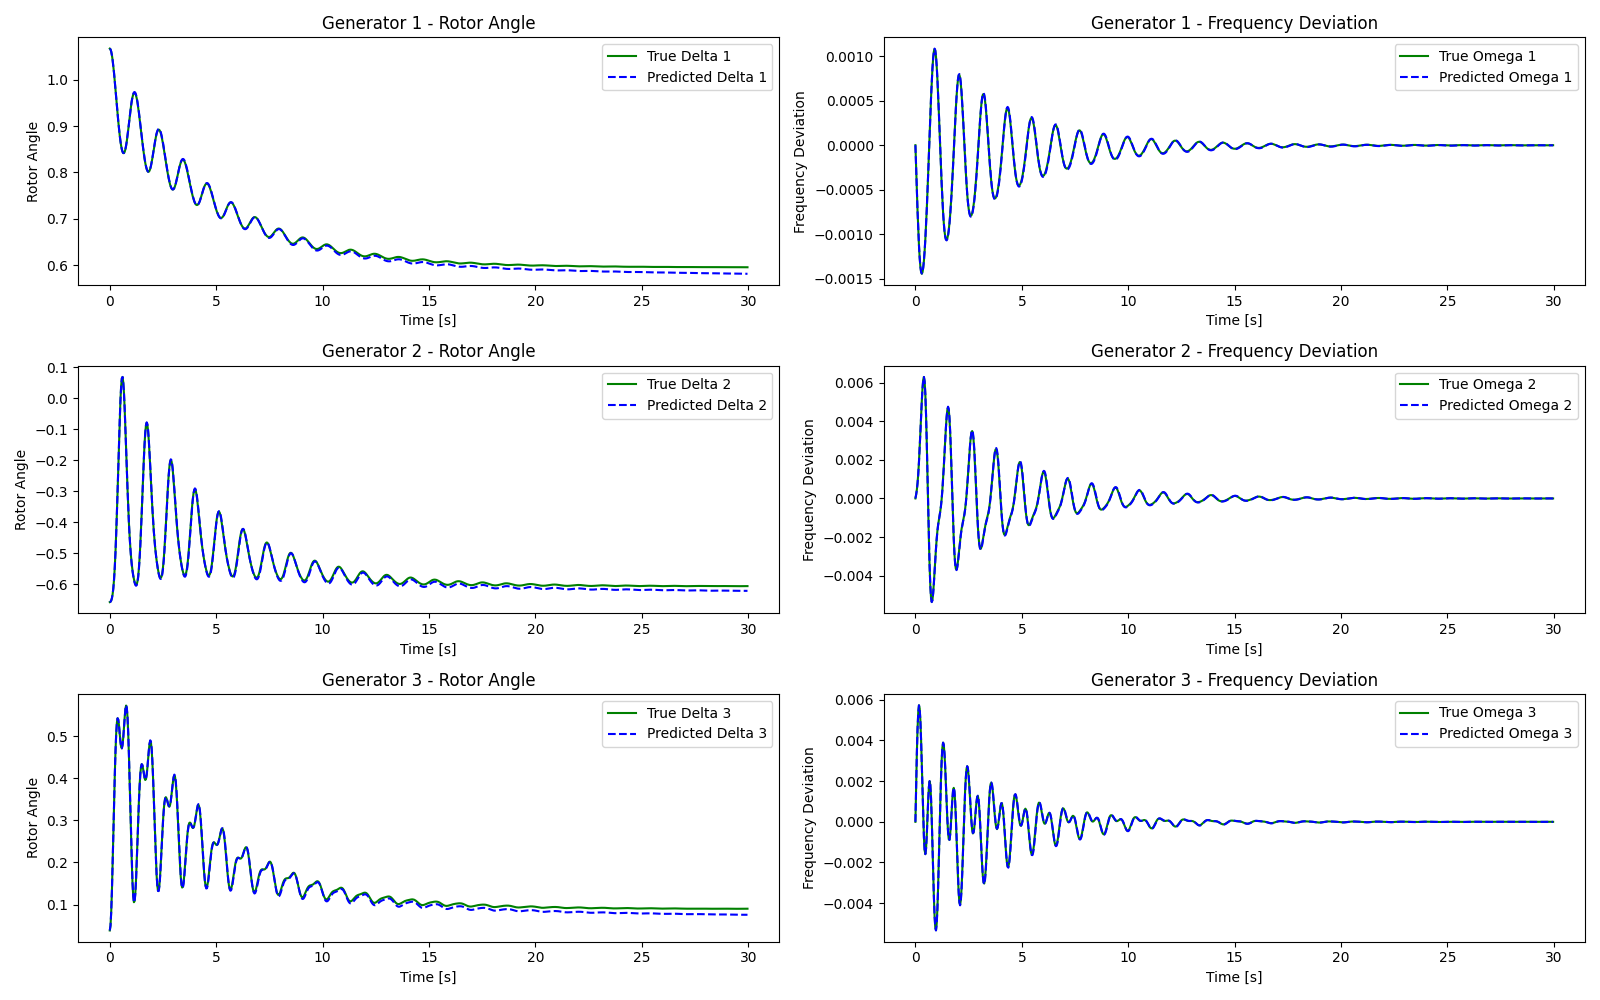 Generator 1 - Rotor Angle
Rotor Angle
1.0
0.9
0.8
0.7
0.6
True Delta 1
Predicted Delta 1
0 5 10 15 20 25 30
Time [s]
Generator 1 - Frequency Deviation
Frequency Deviation
0.0010
0.0005
0.0000
−0.0005
−0.0010
−0.0015
True Omega 1
Predicted Omega 1
0 5 10 15 20 25 30
Time [s]
Generator 2 - Rotor Angle
Rotor Angle
0.1
0.0
−0.1
−0.2
−0.3
−0.4
−0.5
−0.6
True Delta 2
Predicted Delta 2
0 5 10 15 20 25 30
Time [s]
Generator 2 - Frequency Deviation
Frequency Deviation
0.006
0.004
0.002
0.000
−0.002
−0.004
True Omega 2
Predicted Omega 2
0 5 10 15 20 25 30
Time [s]
Generator 3 - Rotor Angle
Rotor Angle
0.5
0.4
0.3
0.2
0.1
True Delta 3
Predicted Delta 3
0 5 10 15 20 25 30
Time [s]
Generator 3 - Frequency Deviation
Frequency Deviation
0.006
0.004
0.002
0.000
−0.002
−0.004
True Omega 3
Predicted Omega 3
0 5 10 15 20 25 30
Time [s]